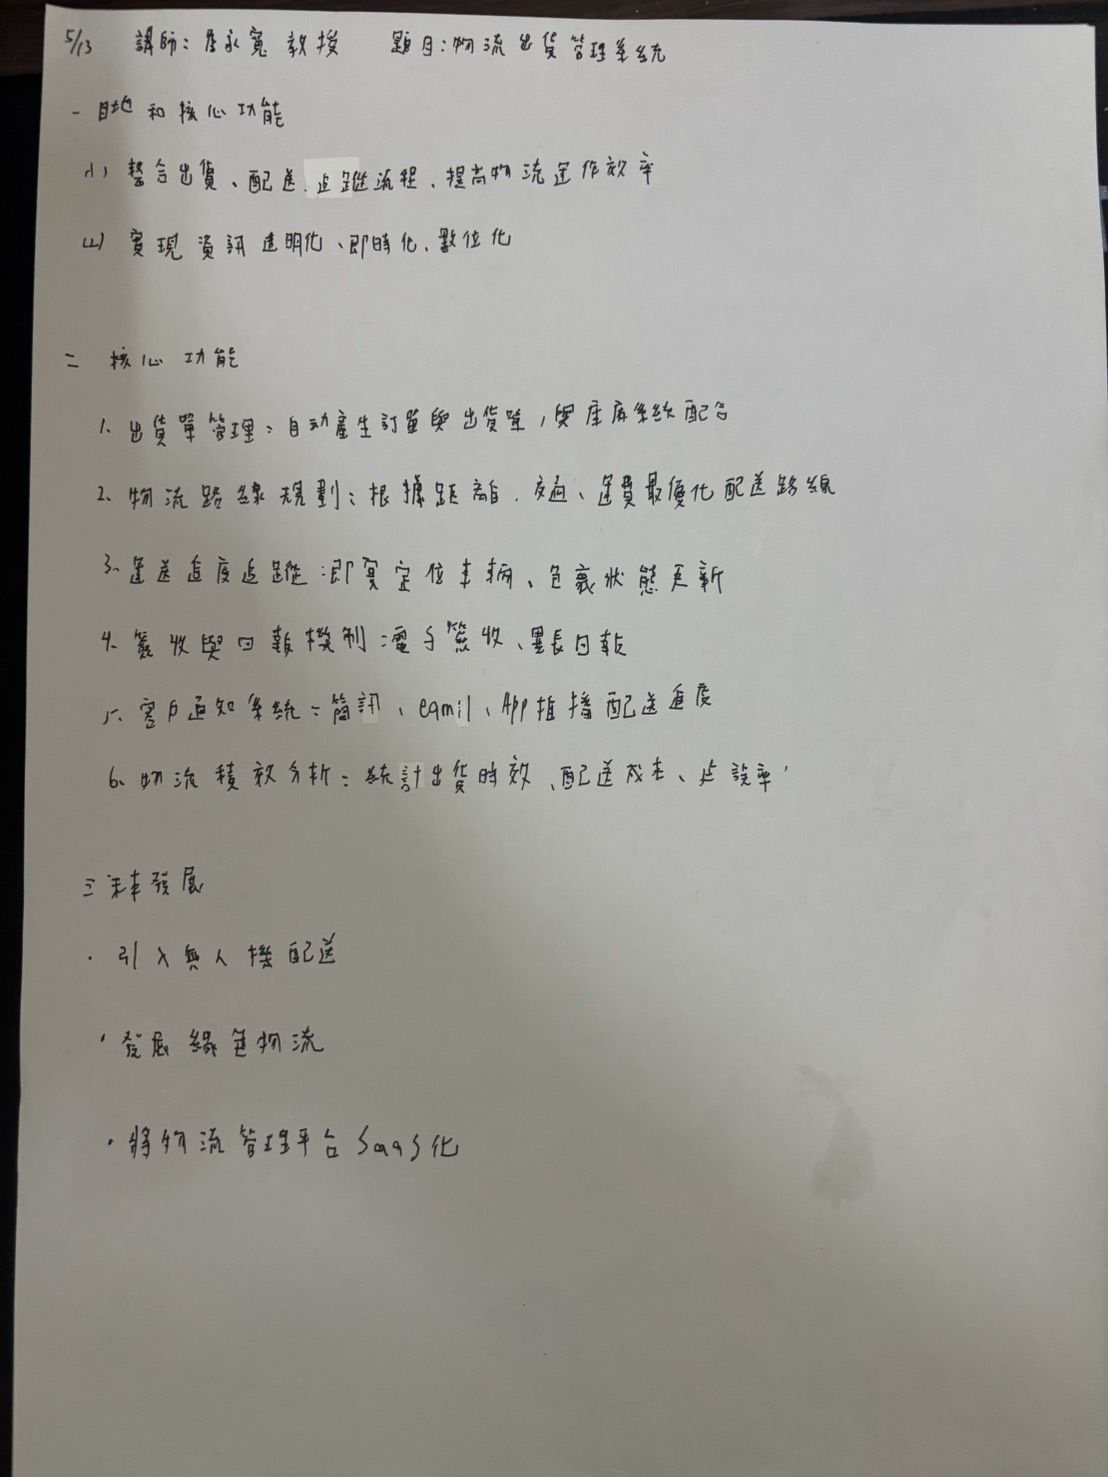 5/13 講師:詹永寬教授 題目:物流出貨管理系統
一 目地和核心功能
(1) 整合出貨、配送、追蹤流程、提高物流運作效率
(2) 實現資訊透明化、即時化、數位化
二 核心功能
1. 出貨單管理:自動產生訂單與出貨單,與庫存系統配合
2. 物流路線規劃:根據距離、交通、運費最優化配送路線
3. 運送進度追蹤:即實定位車輛、包裹狀態更新
4. 簽收與回報機制:電子簽收、異長回報
5. 客戶通知系統:簡訊、eamil、App推播配送進度
6. 物流積效分析:統計出貨時效、配送成本、誤率
三 未來發展
· 引入無人機配送
· 發展綠色物流
· 將物流管理平台SaaS化